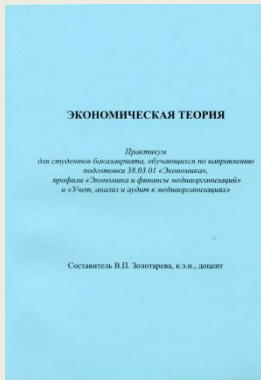 ЭКОНОМИЧЕСКАЯ ТЕОРИЯ
Практикум
для студентов бакалавриата, обучающихся по направлению
подготовки 38.03.01 «Экономика»,
профили «Экономика и финансы медиаорганизаций»
и «Учет, анализ и аудит в медиаорганизациях»
Составитель В.П. Золотарева, к.э.н., доцент